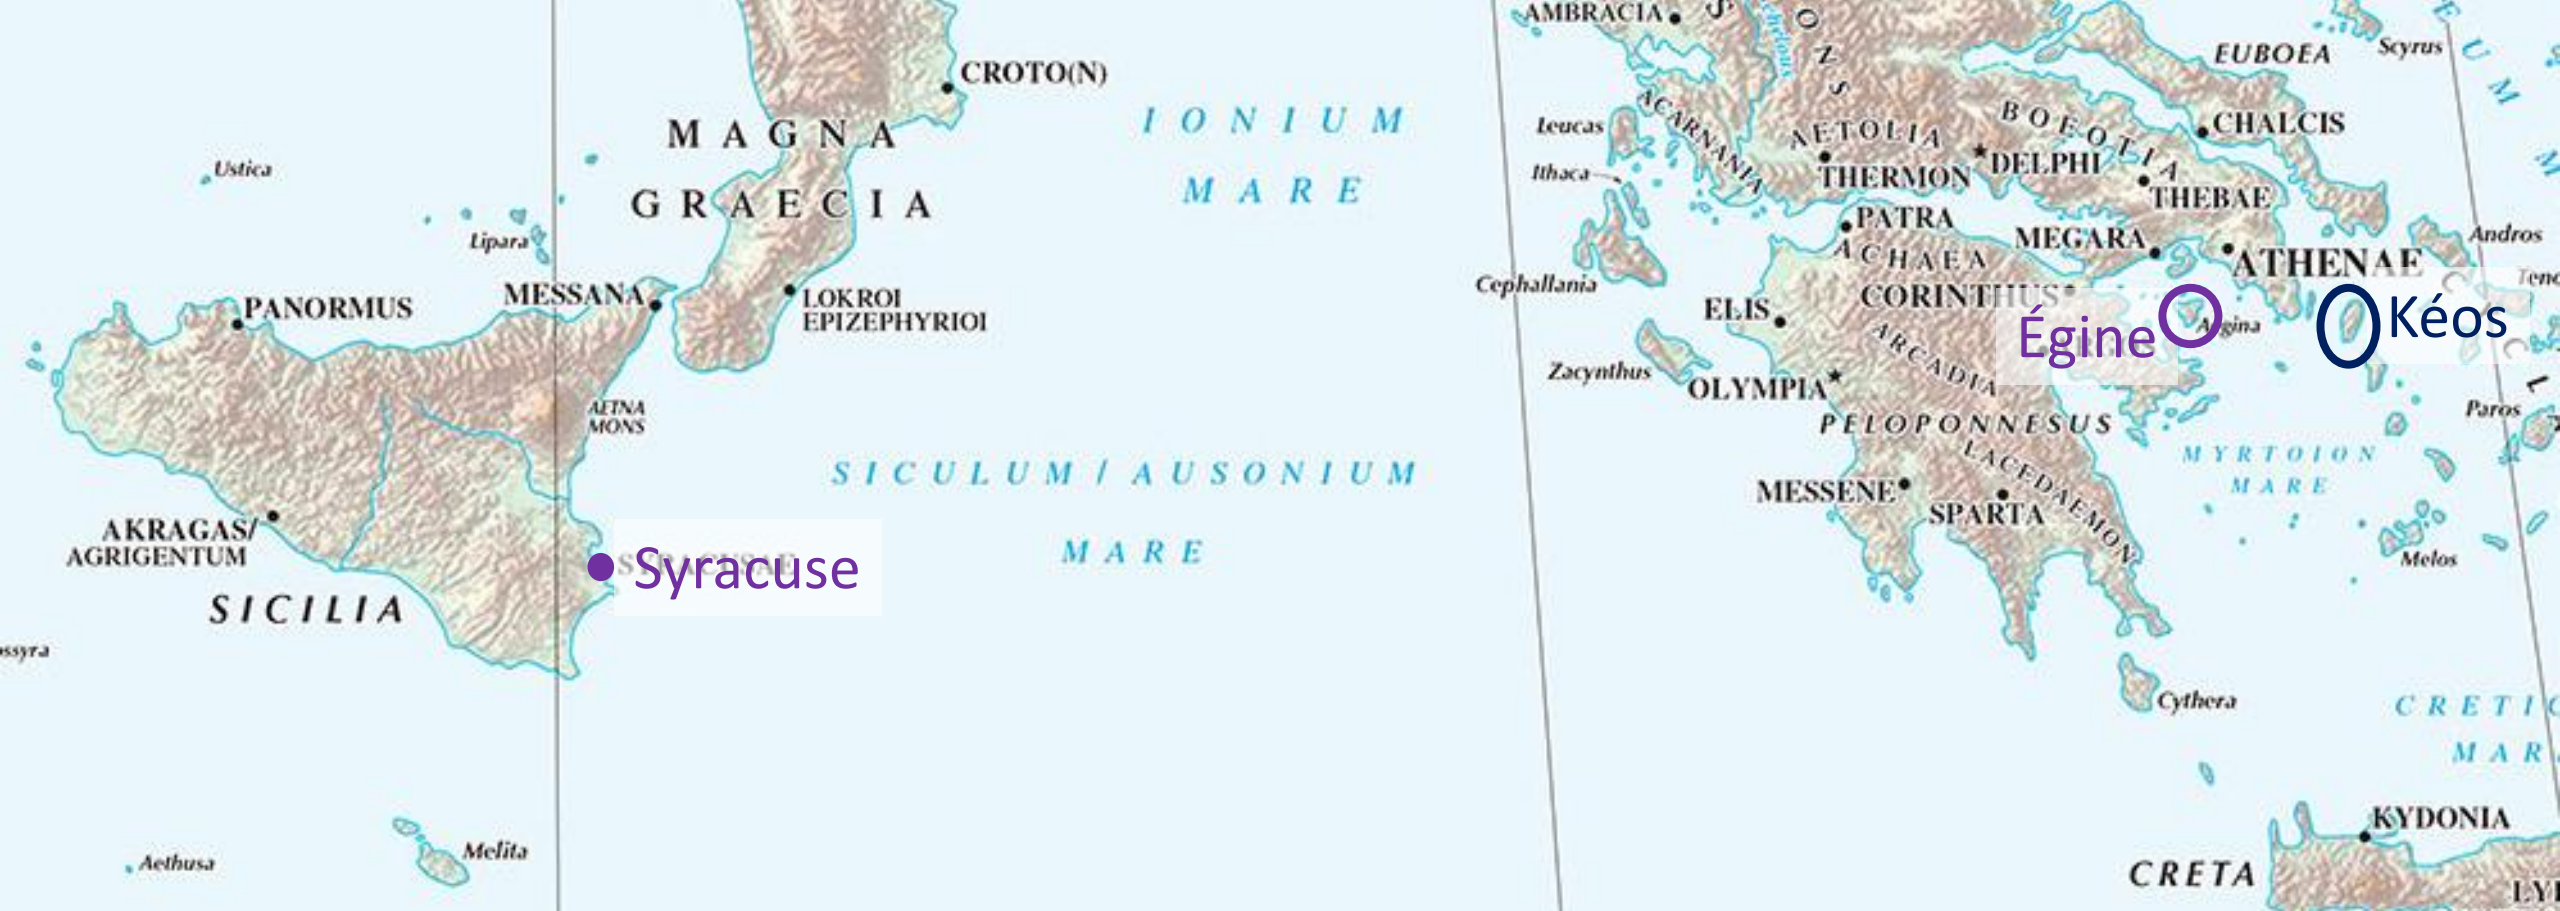 AMBRACIA
Achelous
EUBOEA
Scyrus
CROTO(N)
IONIUM
MARE
MAGNA
GRAECIA
Ustica
Lipara
Leucas
ACARNANIA
AETOLIA
THERMON
DELPHI
BOEOTIA
CHALCIS
THEBAE
Ithaca
PATRA
ACHAEA
MEGARA
ATHENAE
Andros
Cephallania
ELIS
CORINTHUS
Égine
Aegina
Kéos
PANORMUS
MESSANA
LOKROI
EPIZEPHYRIOI
Zacynthus
OLYMPIA
ARCADIA
PELOPONNESUS
Paros
AETNA
MONS
SICULUM / AUSONIUM
MARE
MYRTOION
MARE
LACEDAEMON
MESSENE
SPARTA
AKRAGAS/
AGRIGENTUM
SYRACUSAE
Syracuse
SICILIA
Melos
Cythera
Melita
Aethusa
KYDONIA
CRETA